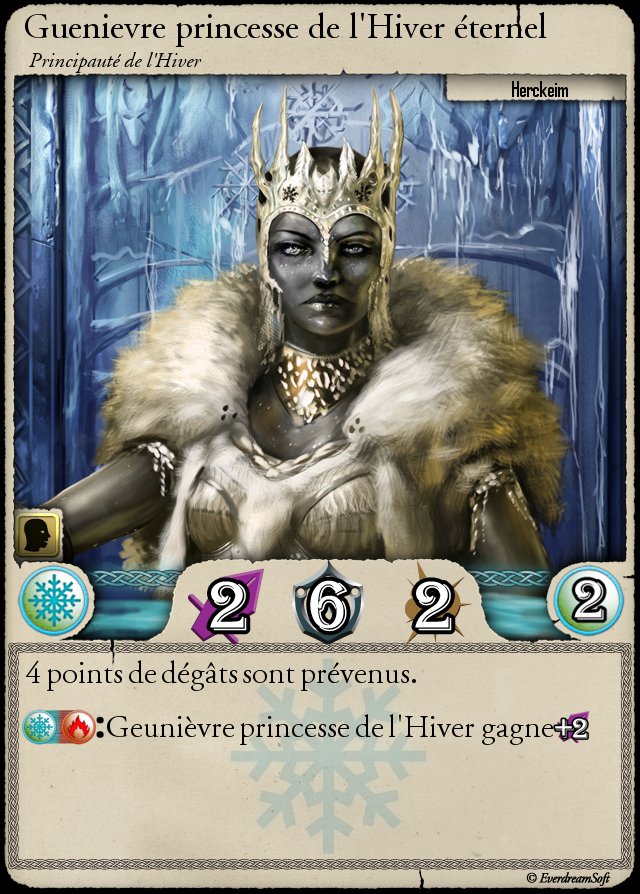 Guenievre princesse de l'Hiver éternel
Principauté de l'Hiver
Herckeim
2 6 2 2
4 points de dégâts sont prévenus.
:Geunièvre princesse de l'Hiver gagne +2
© EverdreamSoft